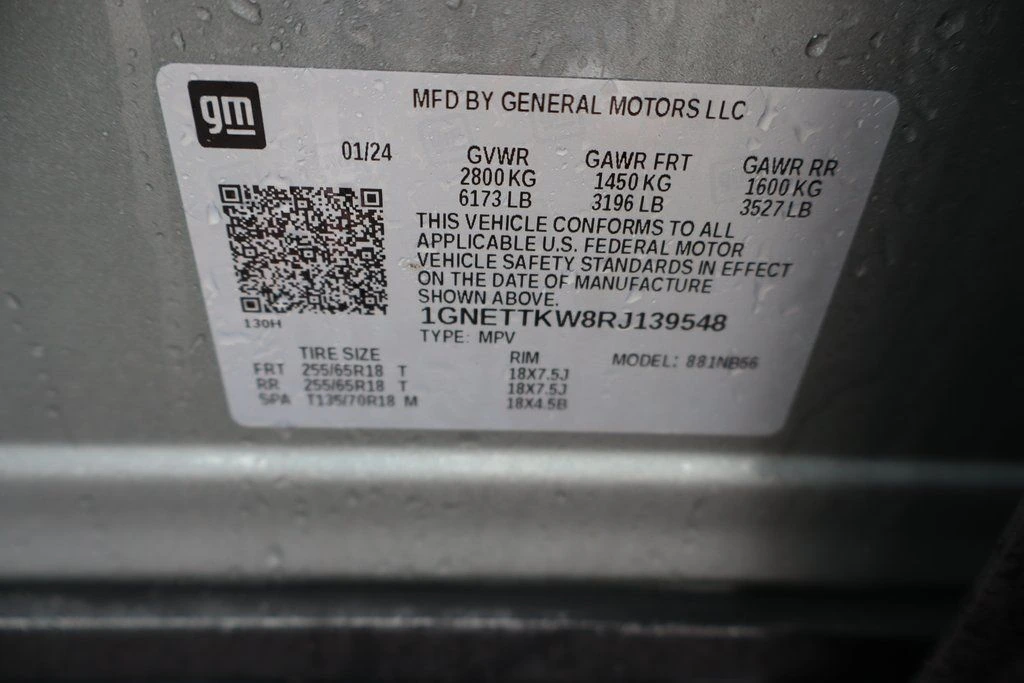 gm
MFD BY GENERAL MOTORS LLC
01/24
GVWR GAWR FRT GAWR RR
2800 KG 1450 KG 1600 KG
6173 LB 3196 LB 3527 LB
THIS VEHICLE CONFORMS TO ALL
APPLICABLE U.S. FEDERAL MOTOR
VEHICLE SAFETY STANDARDS IN EFFECT
ON THE DATE OF MANUFACTURE
SHOWN ABOVE.
1GNETTKW8RJ139548
130H
TYPE: MPV
TIRE SIZE RIM MODEL: 881NB56
FRT 255/65R18 T 18X7.5J
RR 255/65R18 T 18X7.5J
SPA T135/70R18 M 18X4.5B